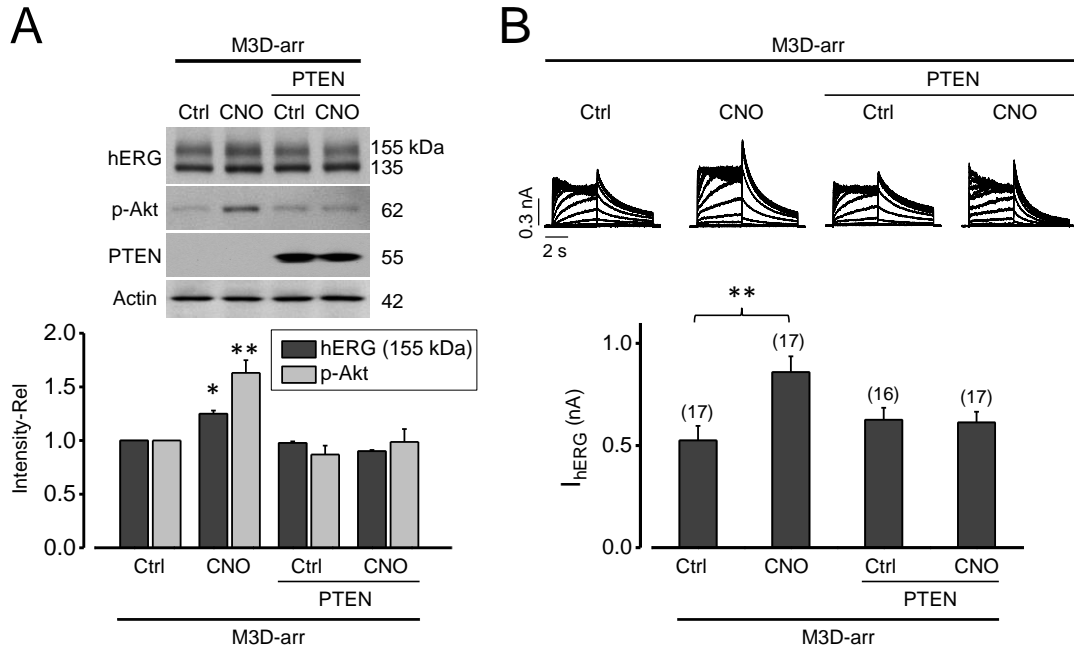 A
M3D-arr
PTEN
Ctrl CNO Ctrl CNO
hERG
155 kDa
135
p-Akt
62
PTEN
55
Actin
42
2.0
1.5
1.0
0.5
0.0
Intensity-Rel
hERG (155 kDa)
p-Akt
*
**
Ctrl CNO Ctrl CNO
PTEN
M3D-arr
B
M3D-arr
PTEN
Ctrl CNO Ctrl CNO
0.3 nA
2 s
**
1.0
0.5
0.0
IhERG (nA)
(17)
(17)
(16)
(17)
Ctrl CNO Ctrl CNO
PTEN
M3D-arr